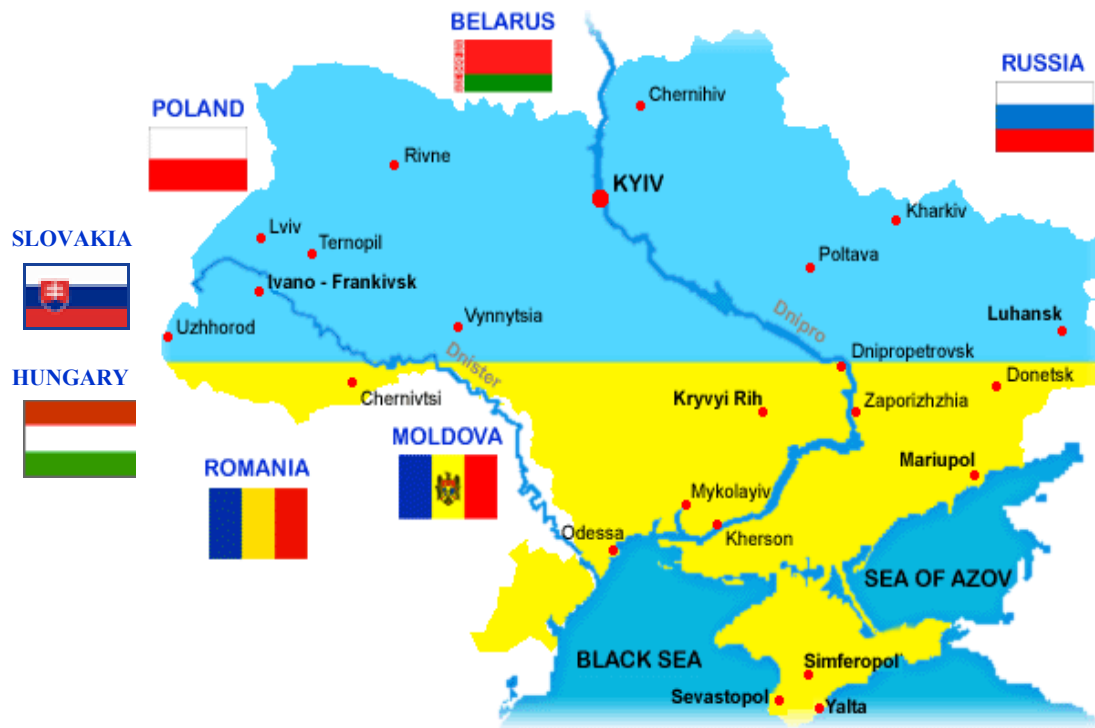 BELARUS
RUSSIA
POLAND
Chernihiv
Rivne
KYIV
Kharkiv
SLOVAKIA
Lviv
Ternopil
Poltava
Ivano - Frankivsk
Uzhhorod
Vynnytsia
Dnipro
Luhansk
Dnister
Dnipropetrovsk
HUNGARY
Donetsk
Chernivtsi
Kryvyi Rih
Zaporizhzhia
MOLDOVA
ROMANIA
Mariupol
Mykolayiv
Odessa
Kherson
SEA OF AZOV
BLACK SEA
Simferopol
Sevastopol
Yalta